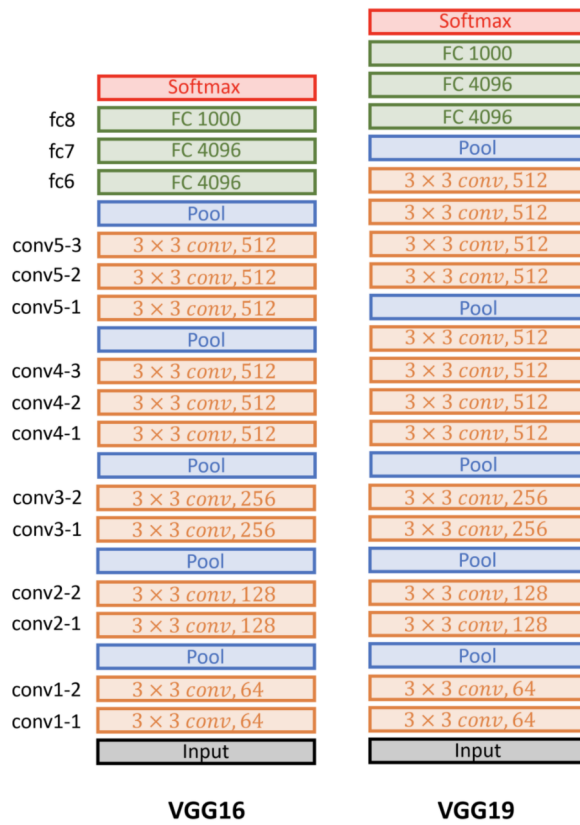 Softmax
FC 1000
FC 4096
FC 4096
Pool
3 × 3 conv, 512
3 × 3 conv, 512
3 × 3 conv, 512
3 × 3 conv, 512
Pool
3 × 3 conv, 512
3 × 3 conv, 512
3 × 3 conv, 512
3 × 3 conv, 512
Pool
3 × 3 conv, 256
3 × 3 conv, 256
Pool
3 × 3 conv, 128
3 × 3 conv, 128
Pool
3 × 3 conv, 64
3 × 3 conv, 64
Input
VGG19
Softmax
fc8 FC 1000
fc7 FC 4096
fc6 FC 4096
Pool
conv5-3 3 × 3 conv, 512
conv5-2 3 × 3 conv, 512
conv5-1 3 × 3 conv, 512
Pool
conv4-3 3 × 3 conv, 512
conv4-2 3 × 3 conv, 512
conv4-1 3 × 3 conv, 512
Pool
conv3-2 3 × 3 conv, 256
conv3-1 3 × 3 conv, 256
Pool
conv2-2 3 × 3 conv, 128
conv2-1 3 × 3 conv, 128
Pool
conv1-2 3 × 3 conv, 64
conv1-1 3 × 3 conv, 64
Input
VGG16